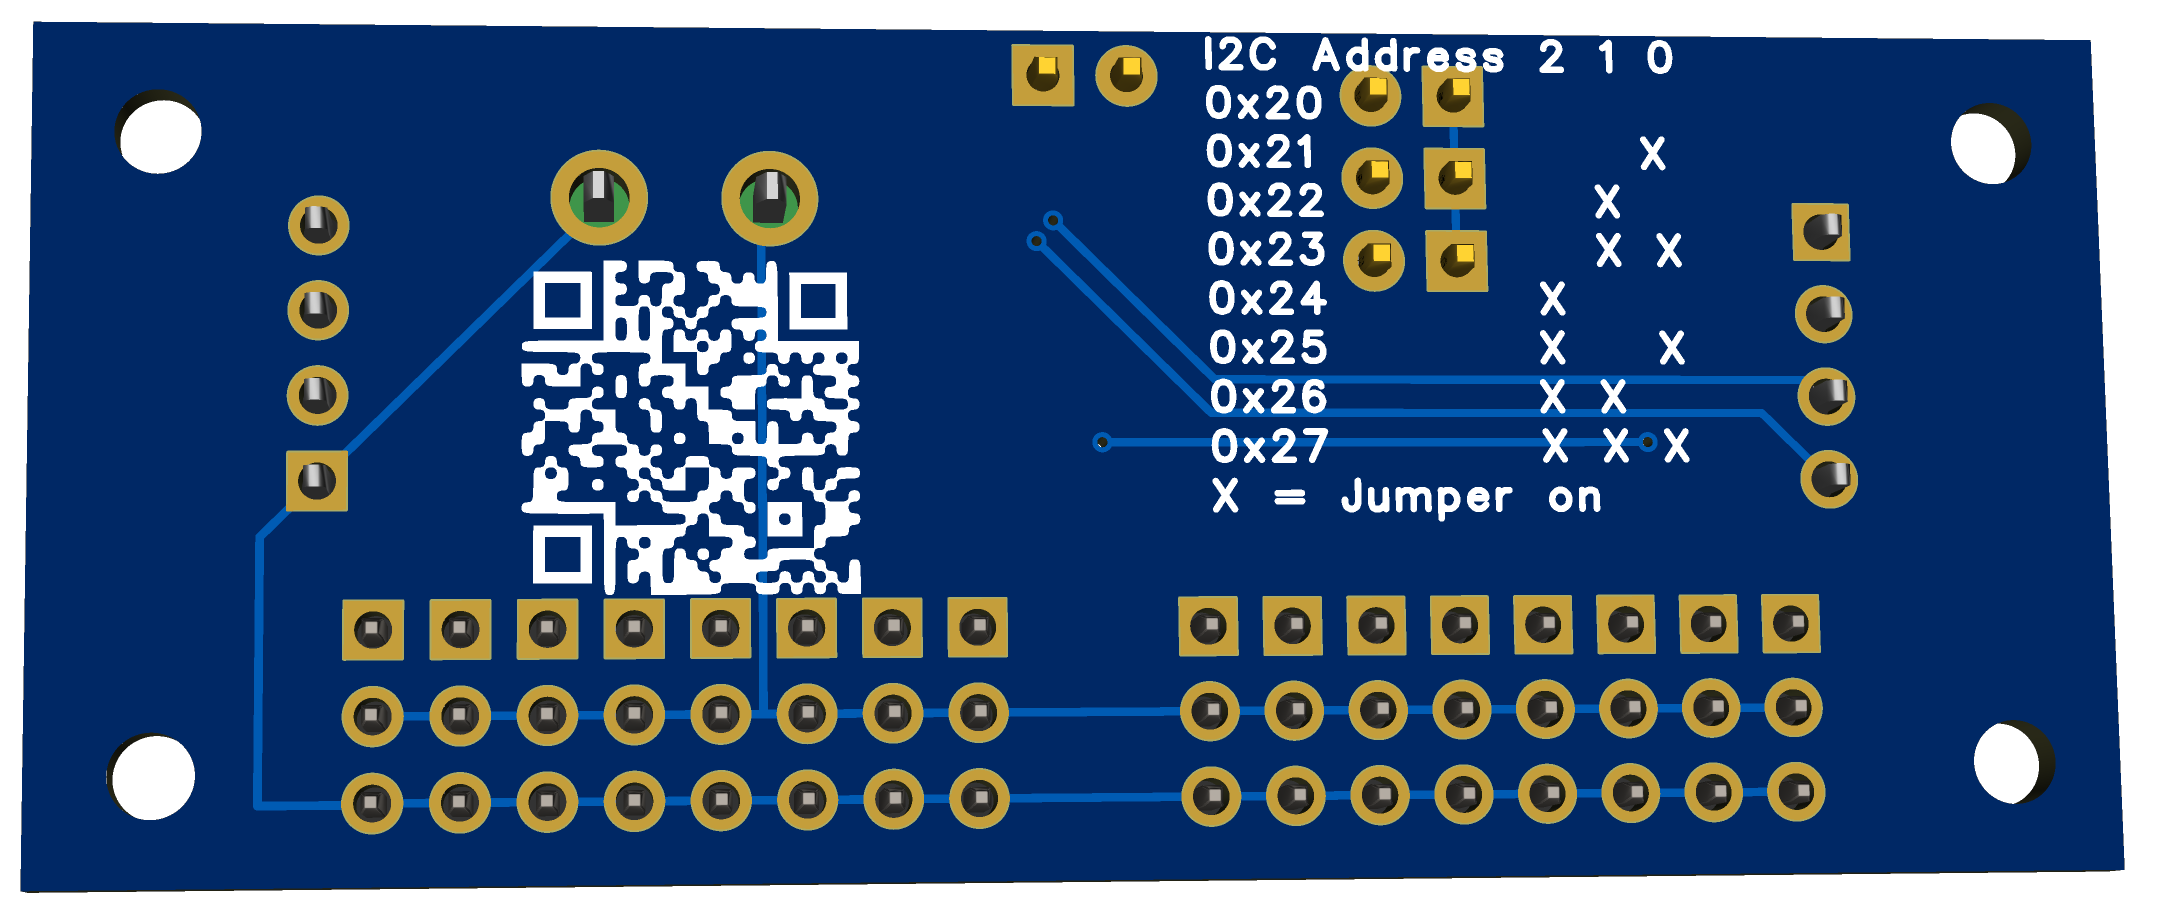 I2C Address 2 1 0
0x20
0x21 X
0x22 X
0x23 X X
0x24 X
0x25 X X
0x26 X X
0x27 X X X
X = Jumper on